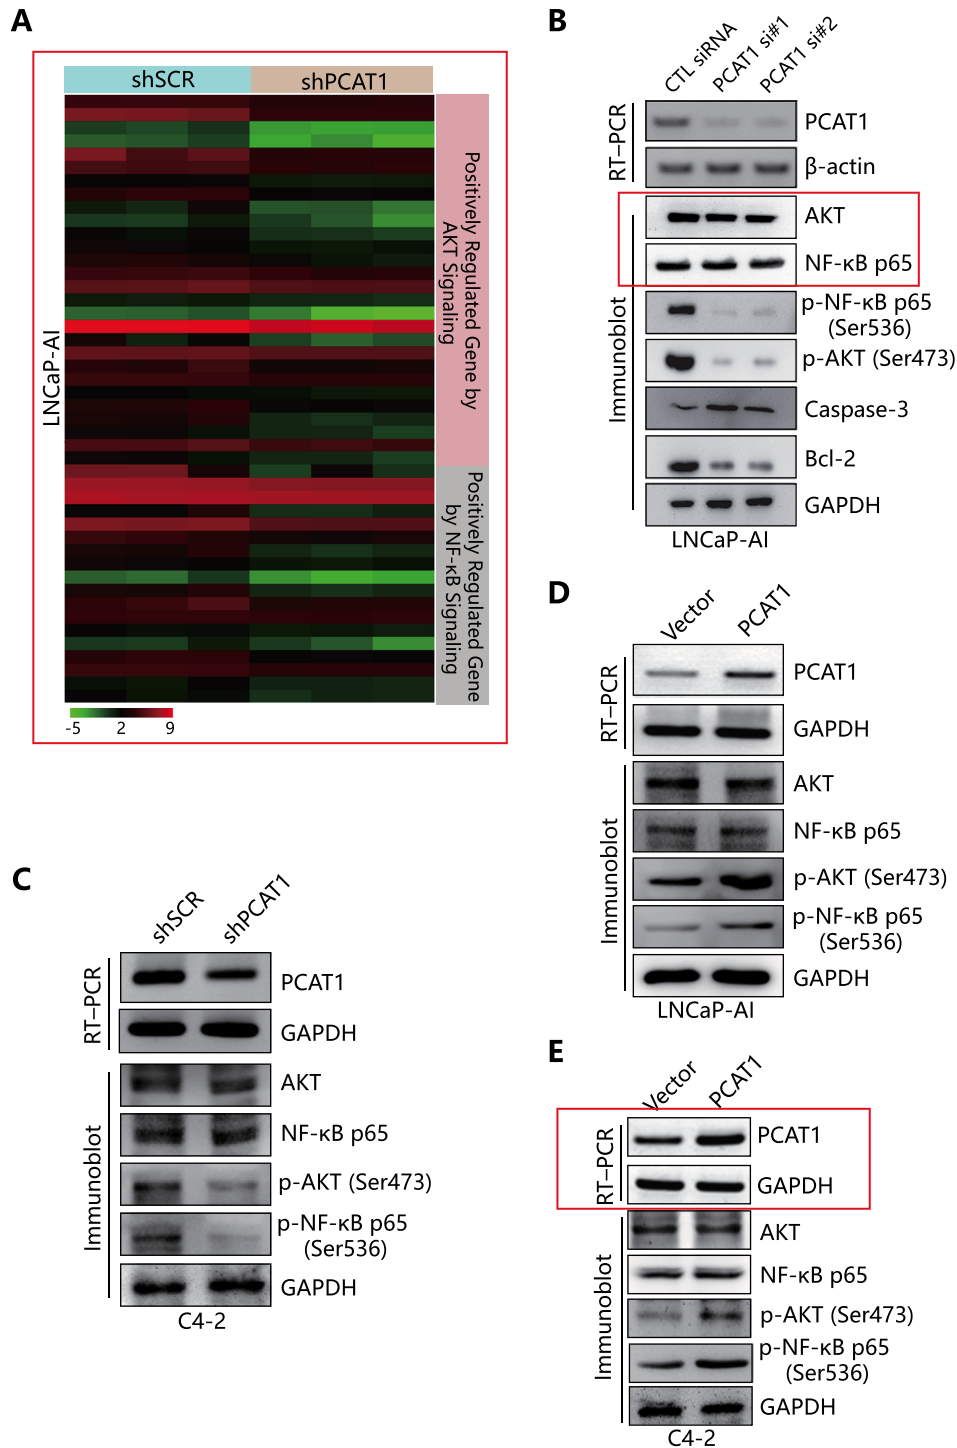 A
shSCR
shPCAT1
LNCaP-AI
Positively Regulated Gene by
AKT Signaling
Positively Regulated Gene
by NF-κB Signaling
-5
2
9
B
CTL siRNA
PCAT1 si#1
PCAT1 si#2
RT-PCR
PCAT1
β-actin
Immunoblot
AKT
NF-κB p65
p-NF-κB p65
(Ser536)
p-AKT (Ser473)
Caspase-3
Bcl-2
GAPDH
LNCaP-AI
C
shSCR
shPCAT1
RT-PCR
PCAT1
GAPDH
Immunoblot
AKT
NF-κB p65
p-AKT (Ser473)
p-NF-κB p65
(Ser536)
GAPDH
C4-2
D
Vector
PCAT1
RT-PCR
PCAT1
GAPDH
Immunoblot
AKT
NF-κB p65
p-AKT (Ser473)
p-NF-κB p65
(Ser536)
GAPDH
LNCaP-AI
E
Vector
PCAT1
RT-PCR
PCAT1
GAPDH
Immunoblot
AKT
NF-κB p65
p-AKT (Ser473)
p-NF-κB p65
(Ser536)
GAPDH
C4-2